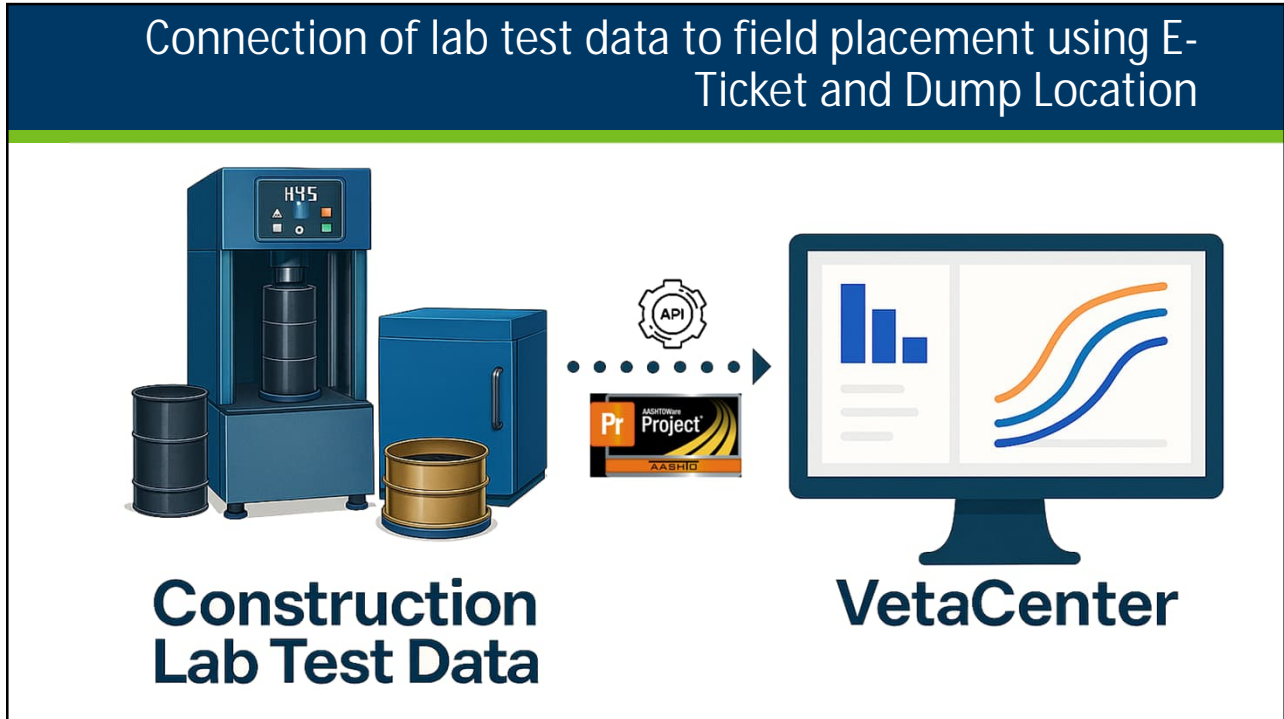 Connection of lab test data to field placement using E-
Ticket and Dump Location
H45
API
Pr
AASHTOWare
Project
AASHTO
Construction
Lab Test Data
VetaCenter